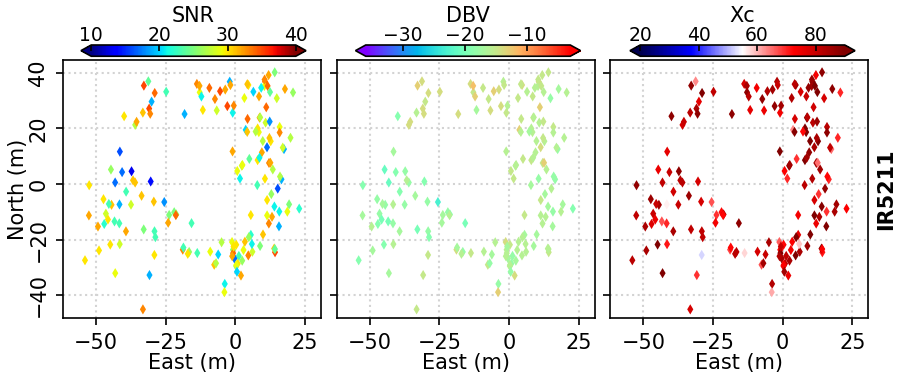 SNR DBV Xc
10 20 30 40 −30 −20 −10 20 40 60 80
40
20
0
−20
−40
North (m)
−50 −25 0 25 −50 −25 0 25 −50 −25 0 25
East (m) East (m) East (m)
IR5211